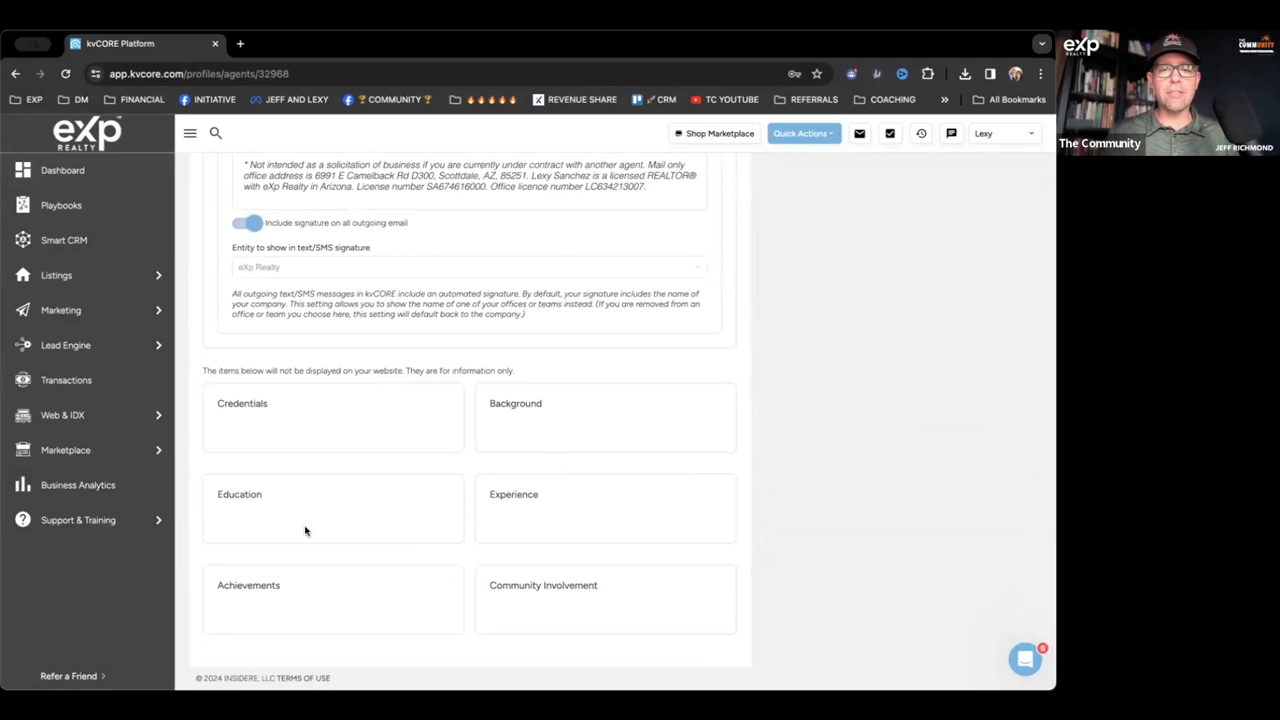 kvCORE Platform
app.kvcore.com/profiles/agents/32968
EXP
DM
FINANCIAL
INITIATIVE
JEFF AND LEXY
🏆 COMMUNITY 🏆
🔥🔥🔥🔥🔥
REVENUE SHARE
🚀 CRM
TC YOUTUBE
REFERRALS
COACHING
»
All Bookmarks
eXp
REALTY
Shop Marketplace
Quick Actions
Lexy
Dashboard
Playbooks
Smart CRM
Listings
Marketing
Lead Engine
Transactions
Web & IDX
Marketplace
Business Analytics
Support & Training
Refer a Friend
* Not intended as a solicitation of business if you are currently under contract with another agent. Mail only
office address is 6991 E Camelback Rd D300, Scottdale, AZ, 85251. Lexy Sanchez is a licensed REALTOR®
with eXp Realty in Arizona. License number SA674616000. Office licence number LC634213007.
Include signature on all outgoing email
Entity to show in text/SMS signature
eXp Realty
All outgoing text/SMS messages in kvCORE include an automated signature. By default, your signature includes the name of
your company. This setting allows you to show the name of one of your offices or teams instead. (If you are removed from an
office or team you choose here, this setting will default back to the company.)
The items below will not be displayed on your website. They are for information only.
Credentials
Background
Education
Experience
Achievements
Community Involvement
© 2024 INSIDERE, LLC TERMS OF USE
6
eXp
REALTY
THE
COMMUNITY
The Community
JEFF RICHMOND